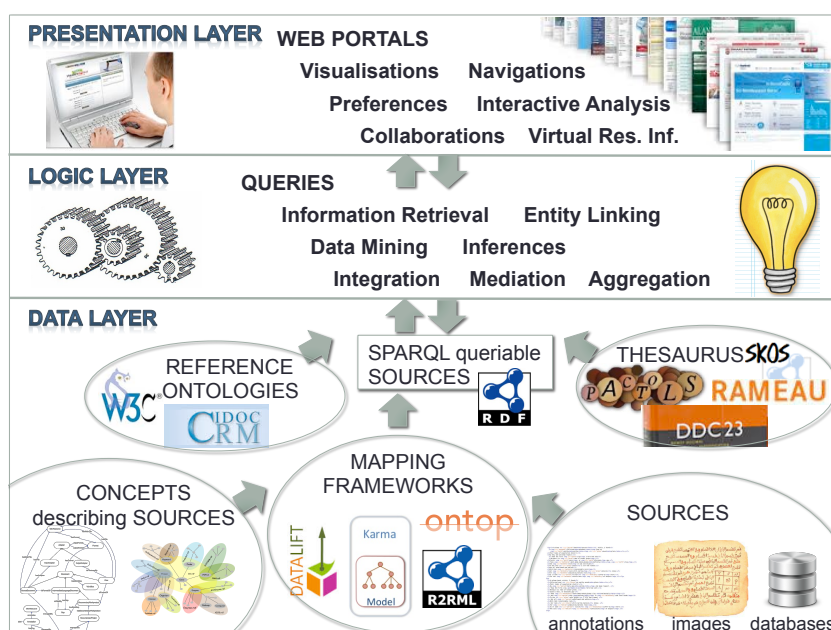 PRESENTATION LAYER
WEB PORTALS
Visualisations Navigations
Preferences Interactive Analysis
Collaborations Virtual Res. Inf.
LOGIC LAYER
QUERIES
Information Retrieval Entity Linking
Data Mining Inferences
Integration Mediation Aggregation
DATA LAYER
REFERENCE
ONTOLOGIES
W3C®
CIDOC
CRM
SPARQL queriable
SOURCES
RDF
THESAURUS SKOS
PACTOLS
RAMEAU
DDC 23
CONCEPTS
describing SOURCES
MAPPING
FRAMEWORKS
DATALIFT
Karma
Model
ontop
R2RML
SOURCES
annotations images databases